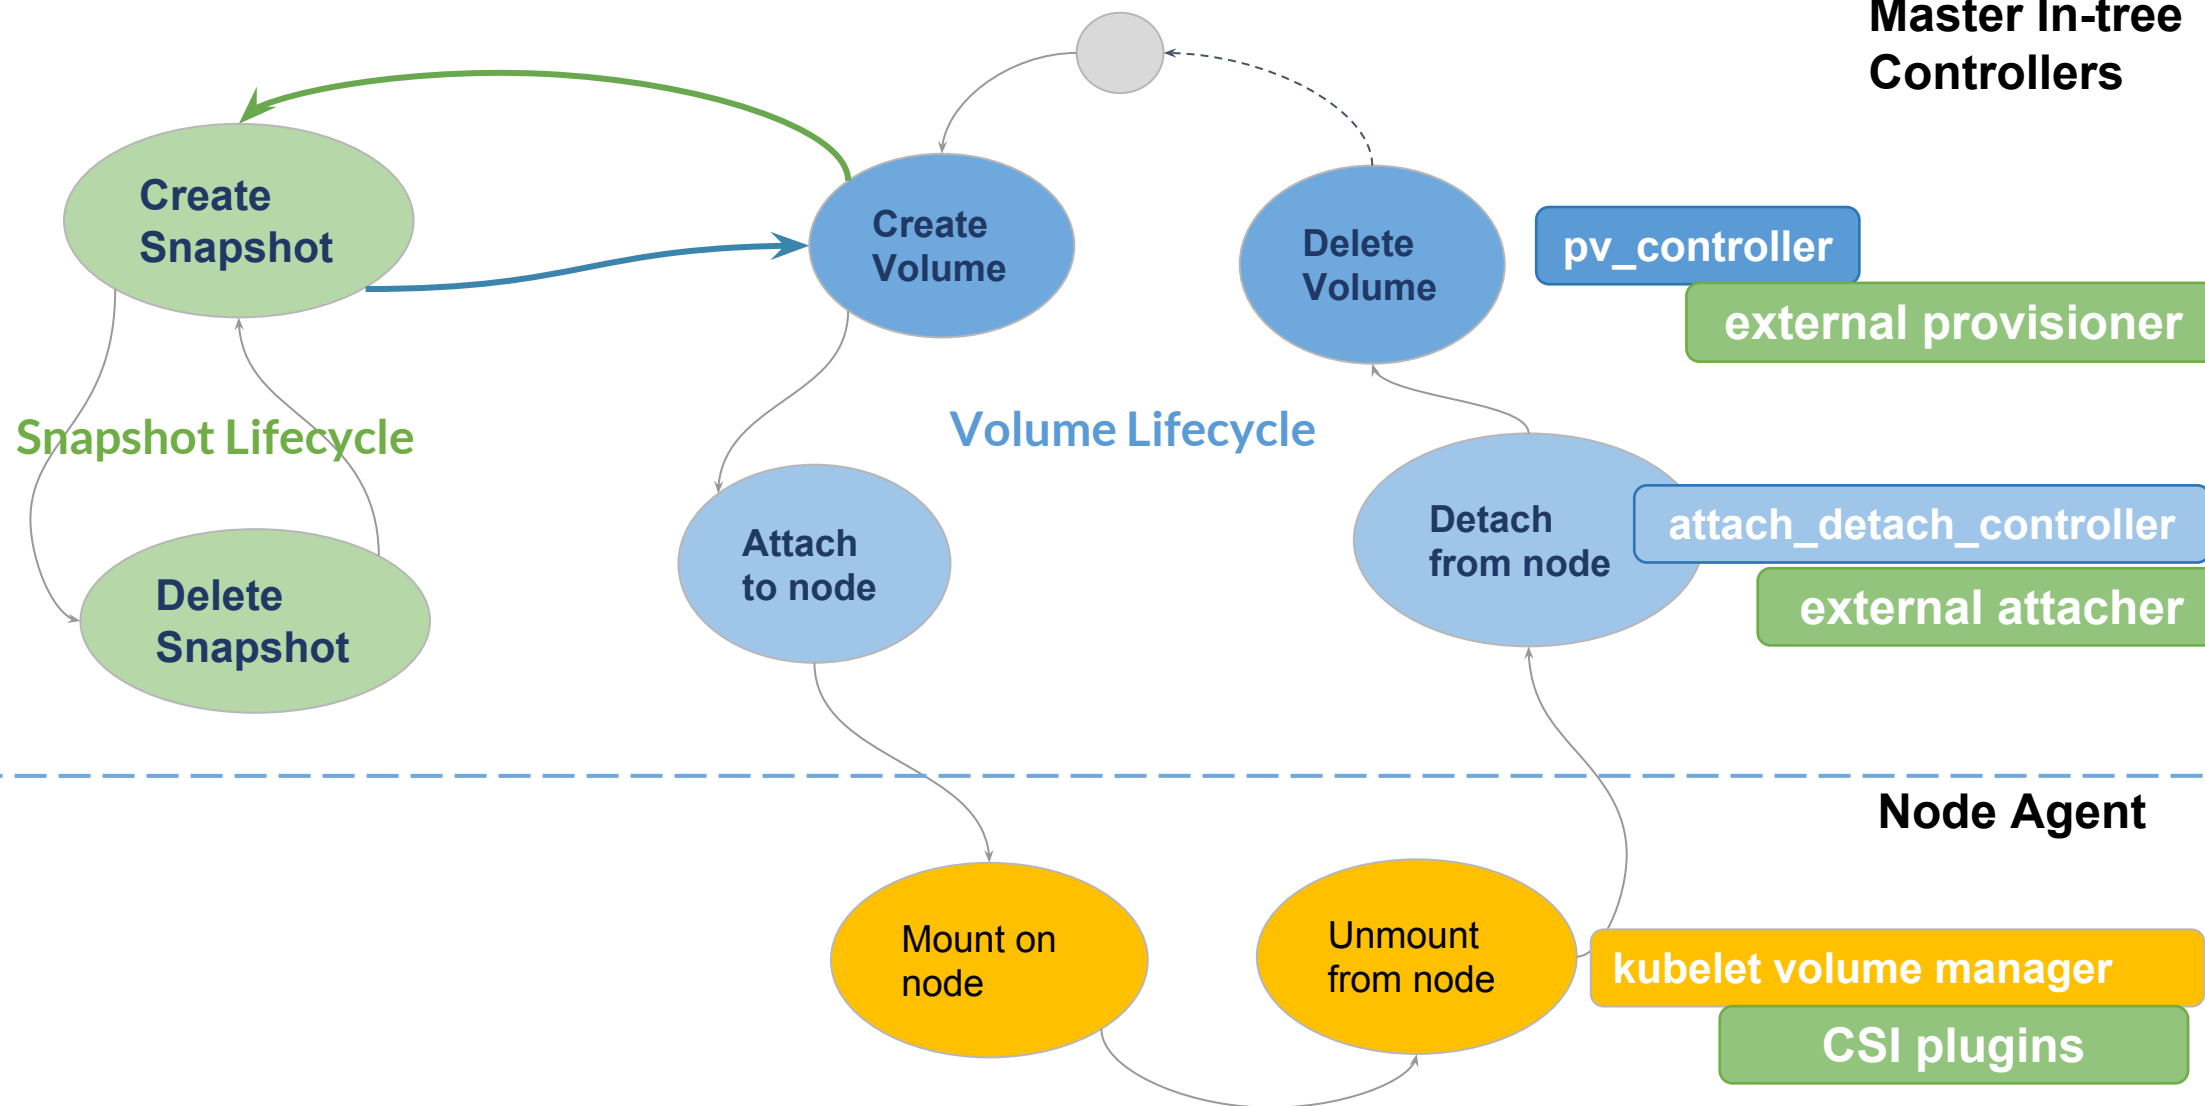 Master In-tree
Controllers
Create
Snapshot
Create
Volume
Delete
Volume
pv_controller
external provisioner
Snapshot Lifecycle
Volume Lifecycle
Attach
to node
Detach
from node
attach_detach_controller
external attacher
Delete
Snapshot
Node Agent
Mount on
node
Unmount
from node
kubelet volume manager
CSI plugins